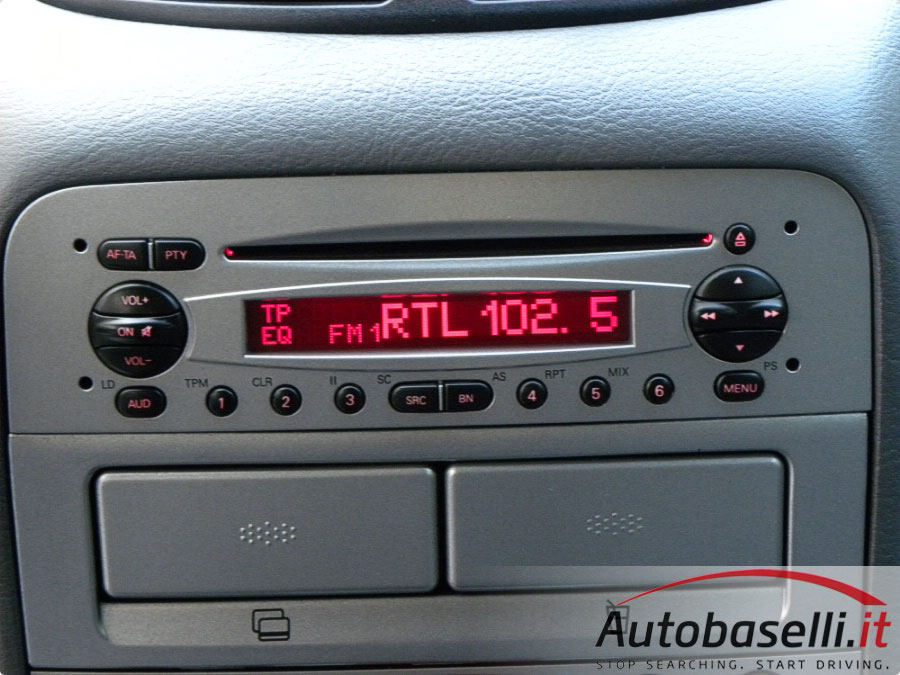 AF-TA PTY
VOL+
ON
VOL-
TP
EQ
FM1 RTL 102. 5
LD
TPM
CLR
II
SC
AS
RPT
MIX
PS
AUD
1
2
3
SRC
BN
4
5
6
MENU
Autobaselli.it
STOP SEARCHING. START DRIVING.